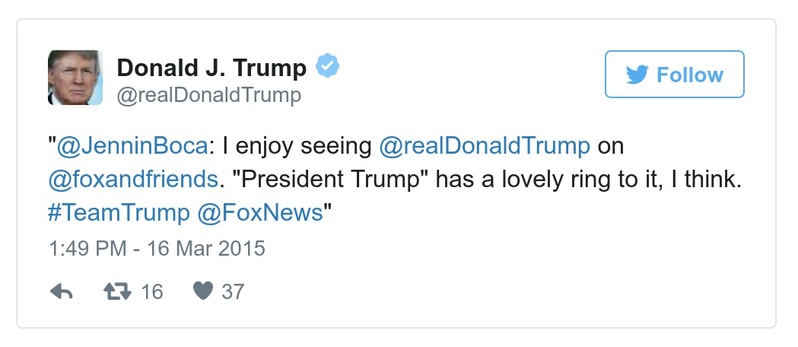 Donald J. Trump
@realDonaldTrump
Follow
"@JenninBoca: I enjoy seeing @realDonaldTrump on
@foxandfriends. "President Trump" has a lovely ring to it, I think.
#TeamTrump @FoxNews"
1:49 PM - 16 Mar 2015
16 37